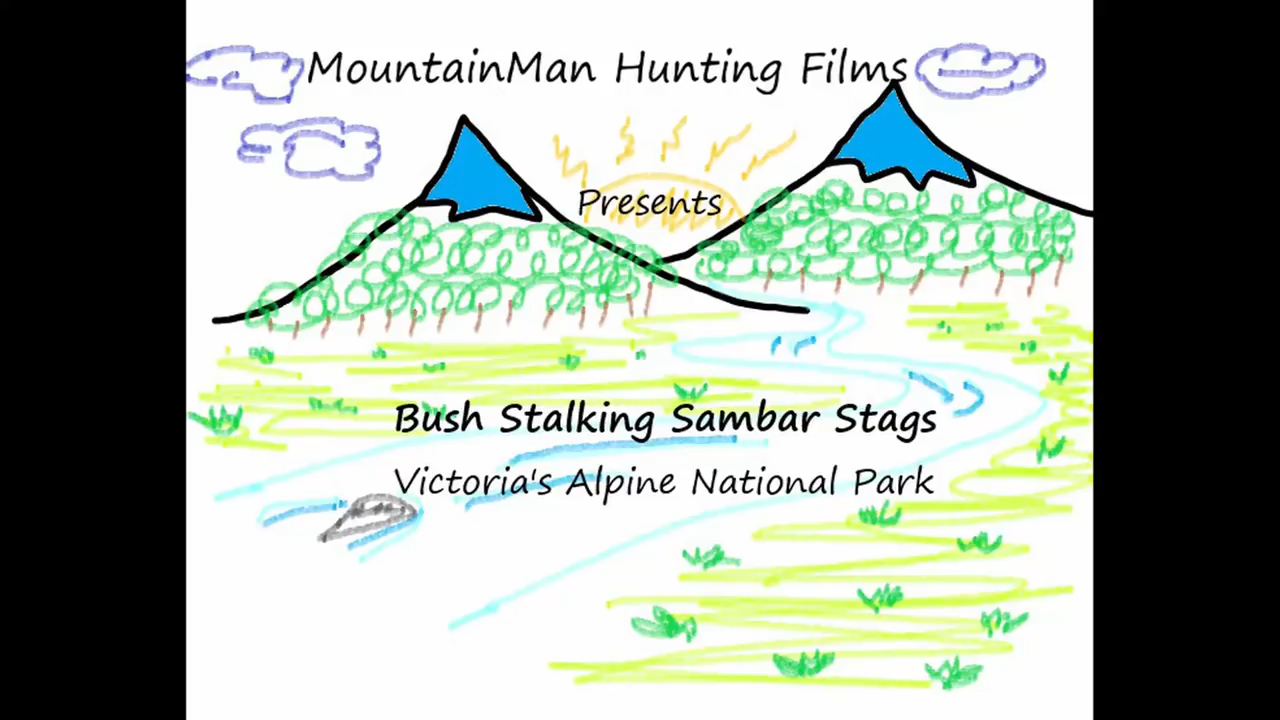 MountainMan Hunting Films
Presents
Bush Stalking Sambar Stags
Victoria's Alpine National Park